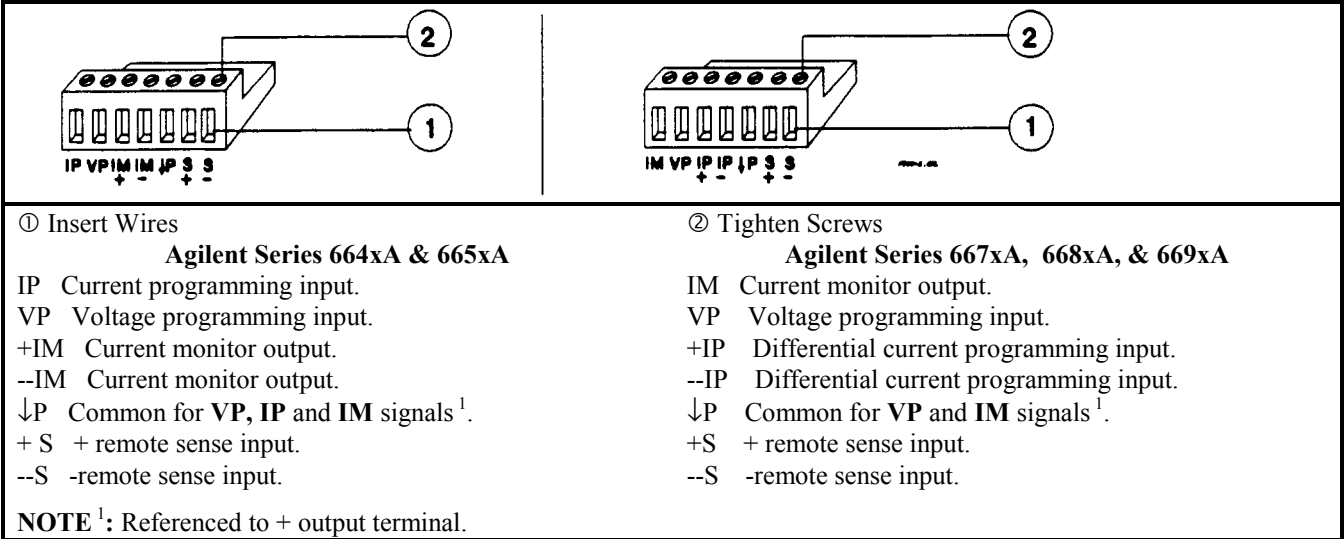 2
2
1
1
IP VP IM IM ↓P S S
+ - + -
IM VP IP IP ↓P S S
+ - + -
① Insert Wires
Agilent Series 664xA & 665xA
IP Current programming input.
VP Voltage programming input.
+IM Current monitor output.
--IM Current monitor output.
↓P Common for VP, IP and IM signals ¹.
+ S + remote sense input.
--S -remote sense input.
NOTE ¹: Referenced to + output terminal.
② Tighten Screws
Agilent Series 667xA, 668xA, & 669xA
IM Current monitor output.
VP Voltage programming input.
+IP Differential current programming input.
--IP Differential current programming input.
↓P Common for VP and IM signals ¹.
+S + remote sense input.
--S -remote sense input.